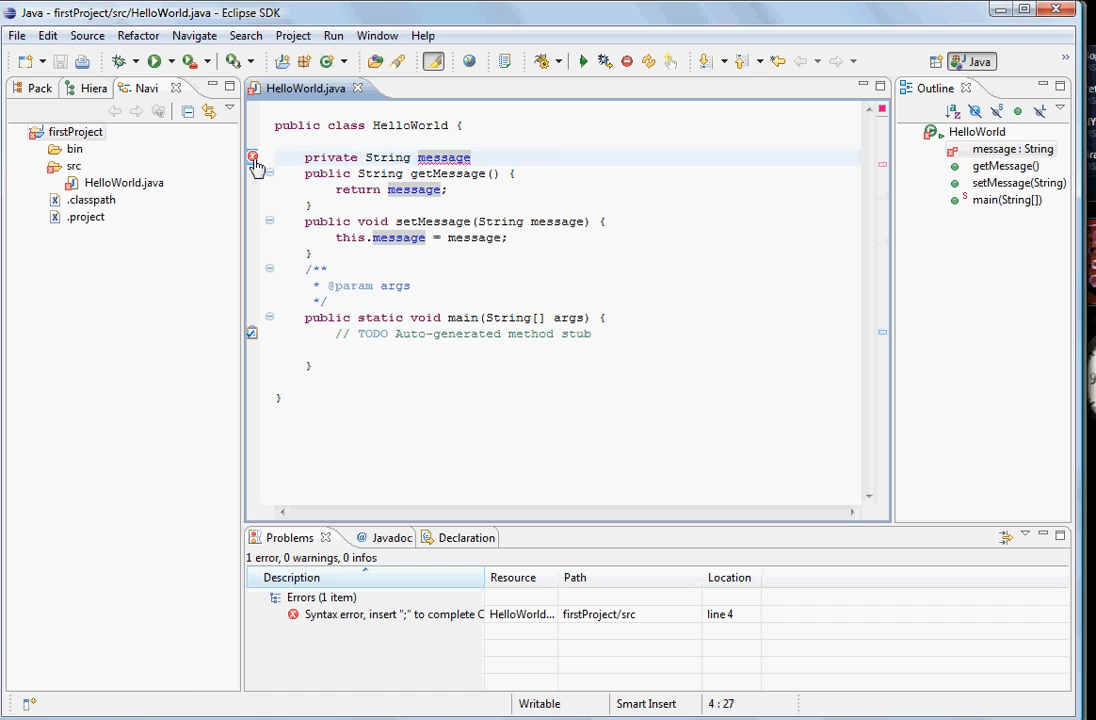 Java - firstProject/src/HelloWorld.java - Eclipse SDK
File Edit Source Refactor Navigate Search Project Run Window Help
Java
Pack Hiera Navi
firstProject
bin
src
HelloWorld.java
.classpath
.project
HelloWorld.java
public class HelloWorld {
private String message
public String getMessage() {
return message;
}
public void setMessage(String message) {
this.message = message;
}
/**
* @param args
*/
public static void main(String[] args) {
// TODO Auto-generated method stub
}
}
Outline
HelloWorld
message : String
getMessage()
setMessage(String)
main(String[])
Problems Javadoc Declaration
1 error, 0 warnings, 0 infos
Description Resource Path Location
Errors (1 item)
Syntax error, insert ";" to complete C HelloWorld... firstProject/src line 4
Writable Smart Insert 4 : 27